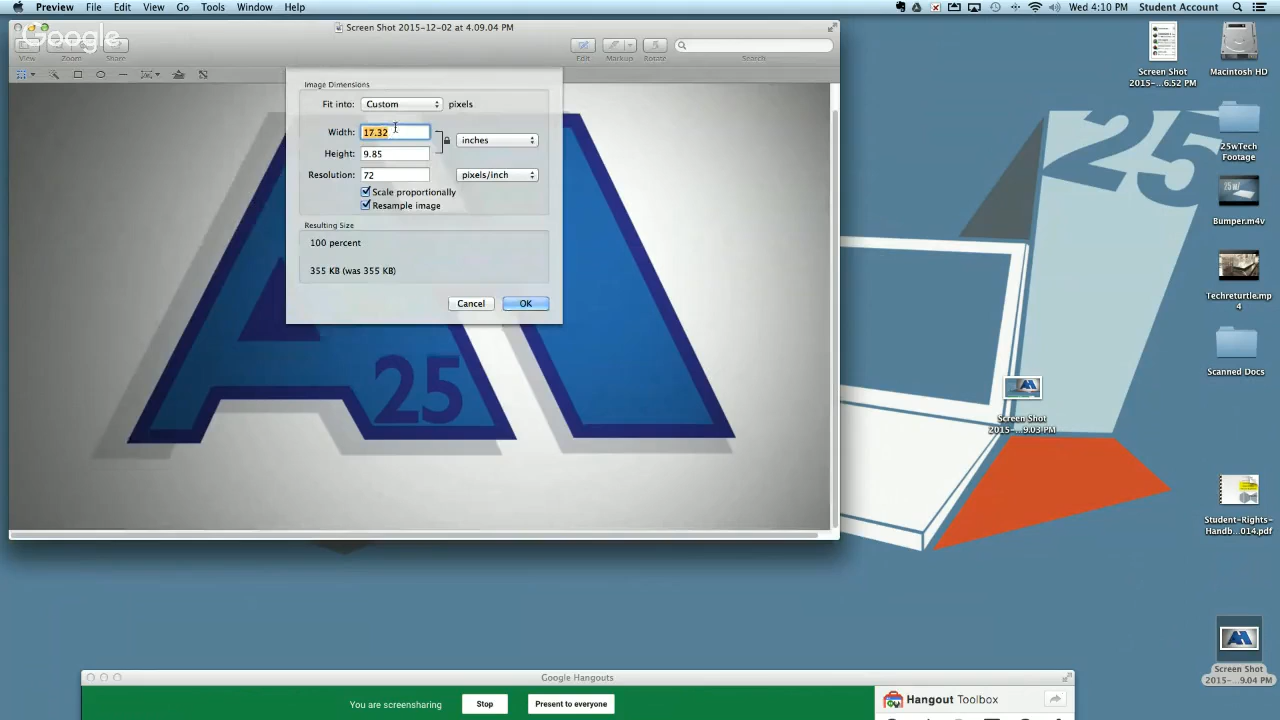 Preview File Edit View Go Tools Window Help
Wed 4:10 PM Student Account
Google
Screen Shot 2015-12-02 at 4.09.04 PM
View Zoom Share
Edit Markup Rotate Search
Image Dimensions
Fit into: Custom pixels
Width: 17.32
inches
Height: 9.85
Resolution: 72 pixels/inch
Scale proportionally
Resample image
Resulting Size
100 percent
355 KB (was 355 KB)
Cancel OK
25
25
Screen Shot
2015-...6.52 PM
Macintosh HD
25wTech
Footage
25 w/
Bumper.m4v
Techreturtle.mp
4
Scanned Docs
Screen Shot
2015-...9.03 PM
Student-Rights-
Handb...014.pdf
Screen Shot
2015-...9.04 PM
Google Hangouts
You are screensharing Stop Present to everyone
Hangout Toolbox